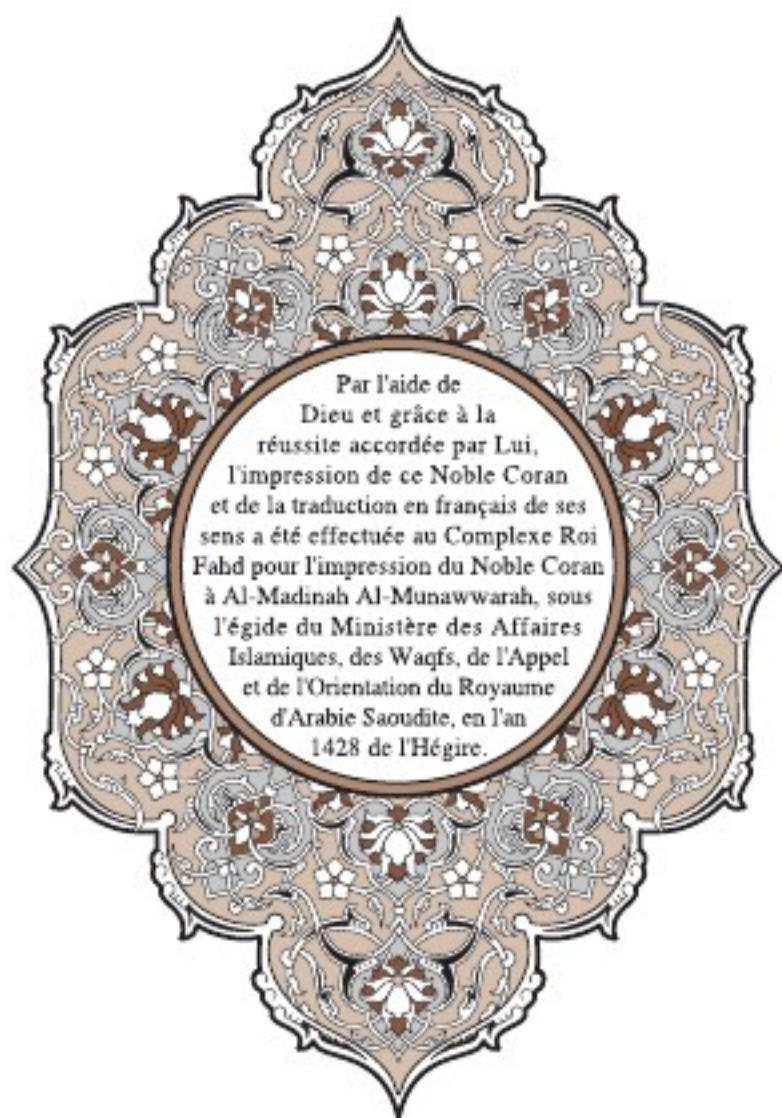 Par l'aide de
Dieu et grâce à la
réussite accordée par Lui,
l'impression de ce Noble Coran
et de la traduction en français de ses
sens a été effectuée au Complexe Roi
Fahd pour l'impression du Noble Coran
à Al-Madinah Al-Munawwarah, sous
l'égide du Ministère des Affaires
Islamiques, des Waqfs, de l'Appel
et de l'Orientation du Royaume
d'Arabie Saoudite, en l'an
1428 de l'Hégire.